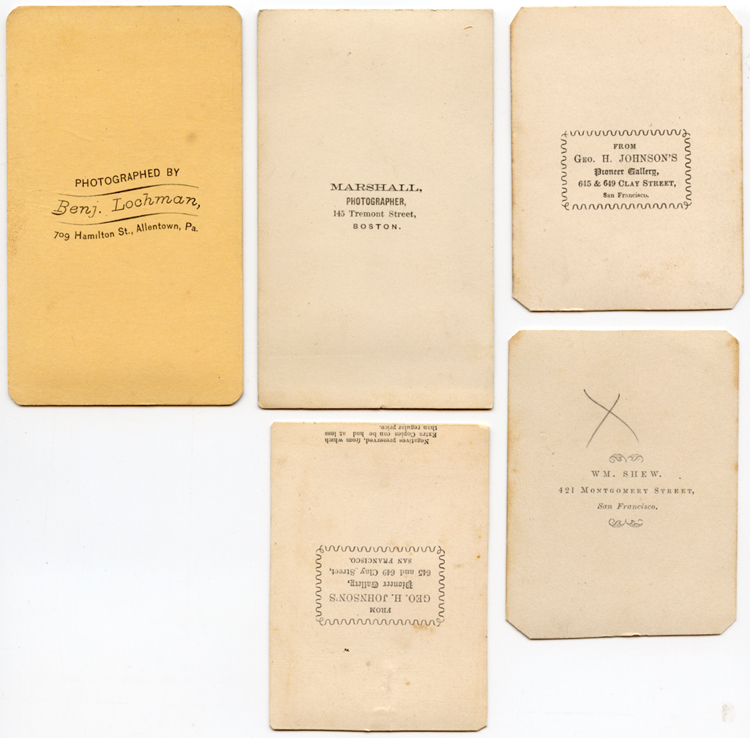 PHOTOGRAPHED BY
Benj. Lochman,
709 Hamilton St., Allentown, Pa.
MARSHALL,
PHOTOGRAPHER,
145 Tremont Street,
BOSTON.
FROM
GEO. H. JOHNSON'S
Pioneer Gallery,
645 & 649 CLAY STREET,
San Francisco.
WM. SHEW.
421 MONTGOMERY STREET,
San Francisco.
FROM
GEO. H. JOHNSON'S
Pioneer Gallery,
645 and 649 Clay Street,
SAN FRANCISCO.
Negatives preserved, from which
Extra Copies can be had at less
than regular price.